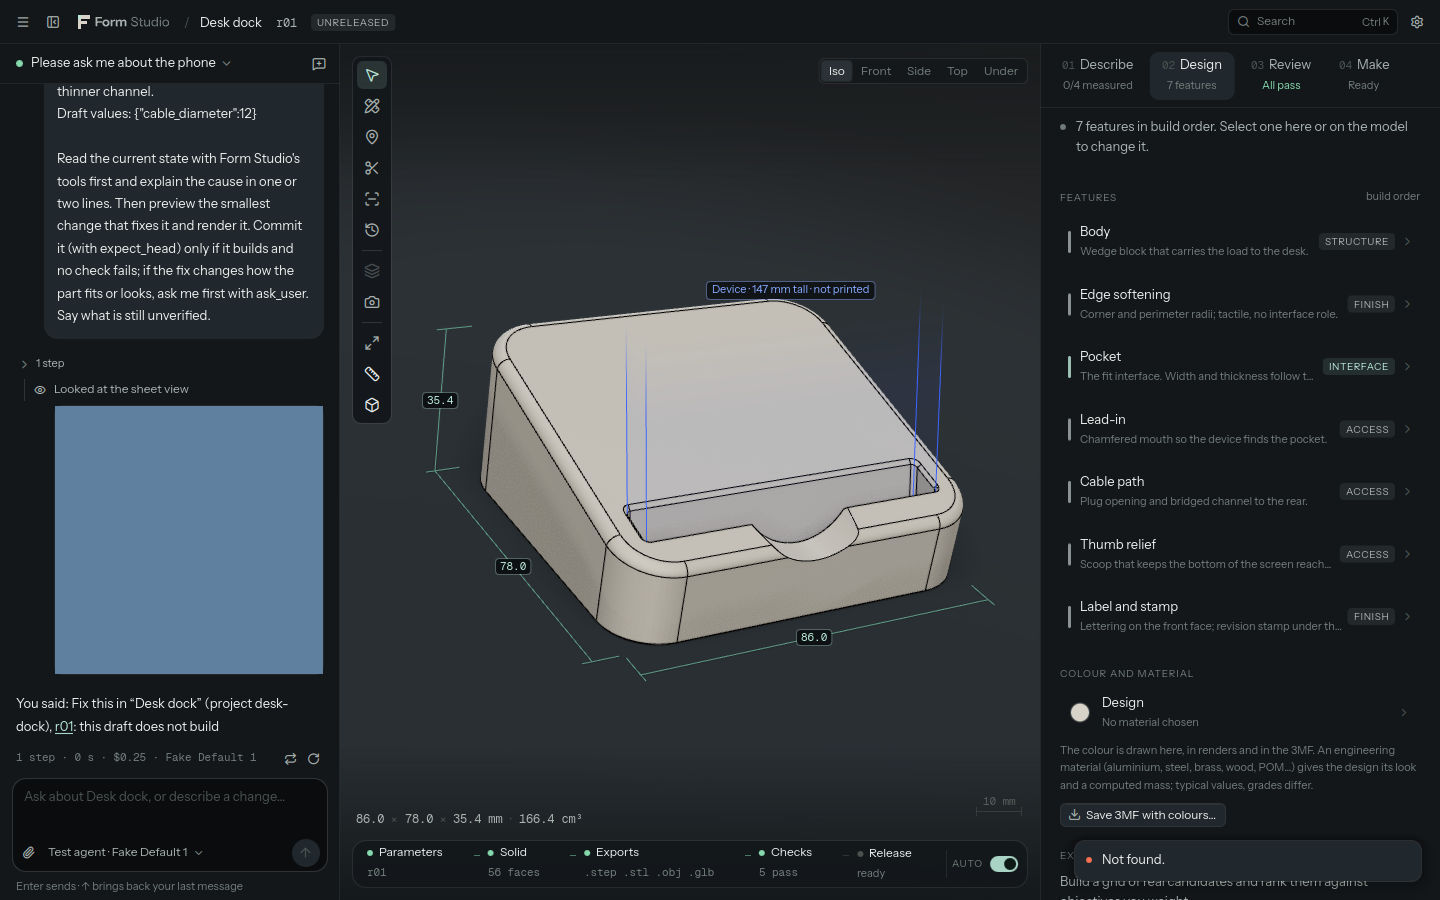 Form Studio / Desk dock r01 UNRELEASED
Search Ctrl K
Please ask me about the phone
thinner channel.
Draft values: {"cable_diameter":12}
Read the current state with Form Studio's
tools first and explain the cause in one or
two lines. Then preview the smallest
change that fixes it and render it. Commit
it (with expect_head) only if it builds and
no check fails; if the fix changes how the
part fits or looks, ask me first with ask_user.
Say what is still unverified.
1 step
Looked at the sheet view
You said: Fix this in “Desk dock” (project desk-
dock), r01: this draft does not build
1 step · 0 s · $0.25 · Fake Default 1
Ask about Desk dock, or describe a change...
Test agent · Fake Default 1
Enter sends · ↑ brings back your last message
Iso Front Side Top Under
Device · 147 mm tall · not printed
35.4
78.0
86.0
10 mm
86.0 × 78.0 × 35.4 mm · 166.4 cm³
Parameters
r01
Solid
56 faces
Exports
.step .stl .obj .glb
Checks
5 pass
Release
ready
AUTO
01 Describe
0/4 measured
02 Design
7 features
03 Review
All pass
04 Make
Ready
7 features in build order. Select one here or on the model
to change it.
FEATURES build order
Body
Wedge block that carries the load to the desk.
STRUCTURE
Edge softening
Corner and perimeter radii; tactile, no interface role.
FINISH
Pocket
The fit interface. Width and thickness follow t...
INTERFACE
Lead-in
Chamfered mouth so the device finds the pocket.
ACCESS
Cable path
Plug opening and bridged channel to the rear.
ACCESS
Thumb relief
Scoop that keeps the bottom of the screen reach...
ACCESS
Label and stamp
Lettering on the front face; revision stamp under th...
FINISH
COLOUR AND MATERIAL
Design
No material chosen
The colour is drawn here, in renders and in the 3MF. An engineering
material (aluminium, steel, brass, wood, POM...) gives the design its look
and a computed mass; typical values, grades differ.
Save 3MF with colours...
Not found.
Build a grid of real candidates and rank them against